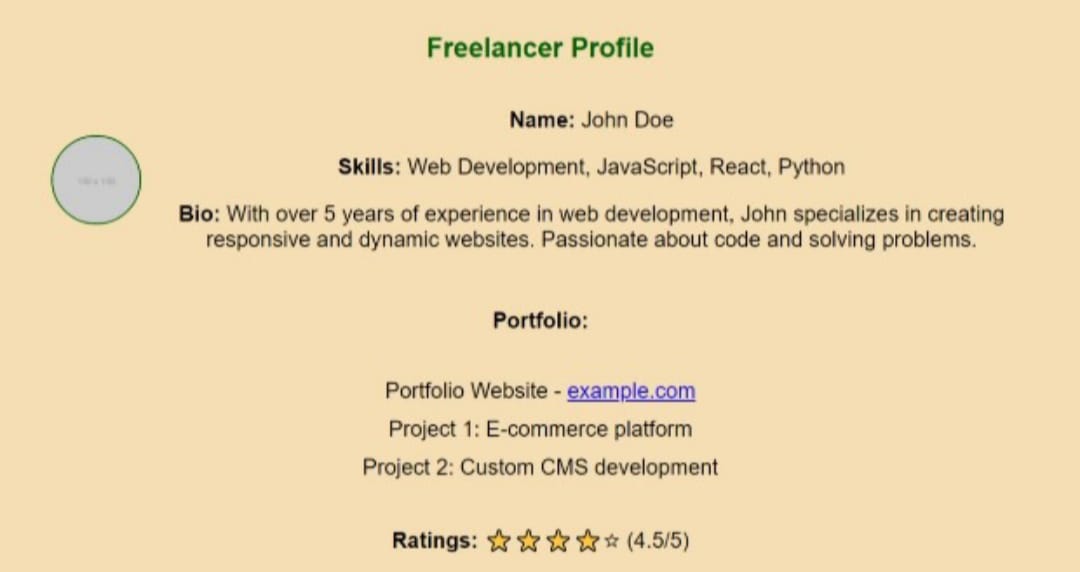 Freelancer Profile
Name: John Doe
Skills: Web Development, JavaScript, React, Python
Bio: With over 5 years of experience in web development, John specializes in creating
responsive and dynamic websites. Passionate about code and solving problems.
Portfolio:
Portfolio Website - example.com
Project 1: E-commerce platform
Project 2: Custom CMS development
Ratings: ⭐⭐⭐⭐☆ (4.5/5)